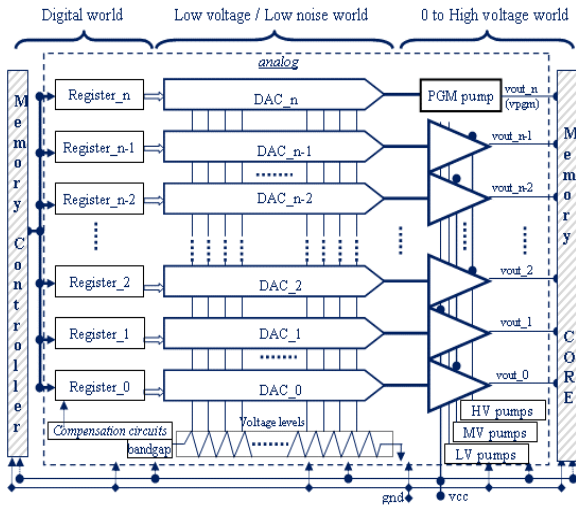 Digital world
Low voltage / Low noise world
0 to High voltage world
analog
Memory Controller
Register_n
DAC_n
PGM pump
vout_n
(vpgm)
Register_n-1
DAC_n-1
vout_n-1
Register_n-2
DAC_n-2
vout_n-2
Register_2
DAC_2
vout_2
Register_1
DAC_1
vout_1
Register_0
DAC_0
vout_0
Memory CORE
Compensation circuits
Voltage levels
bandgap
HV pumps
MV pumps
LV pumps
gnd
vcc